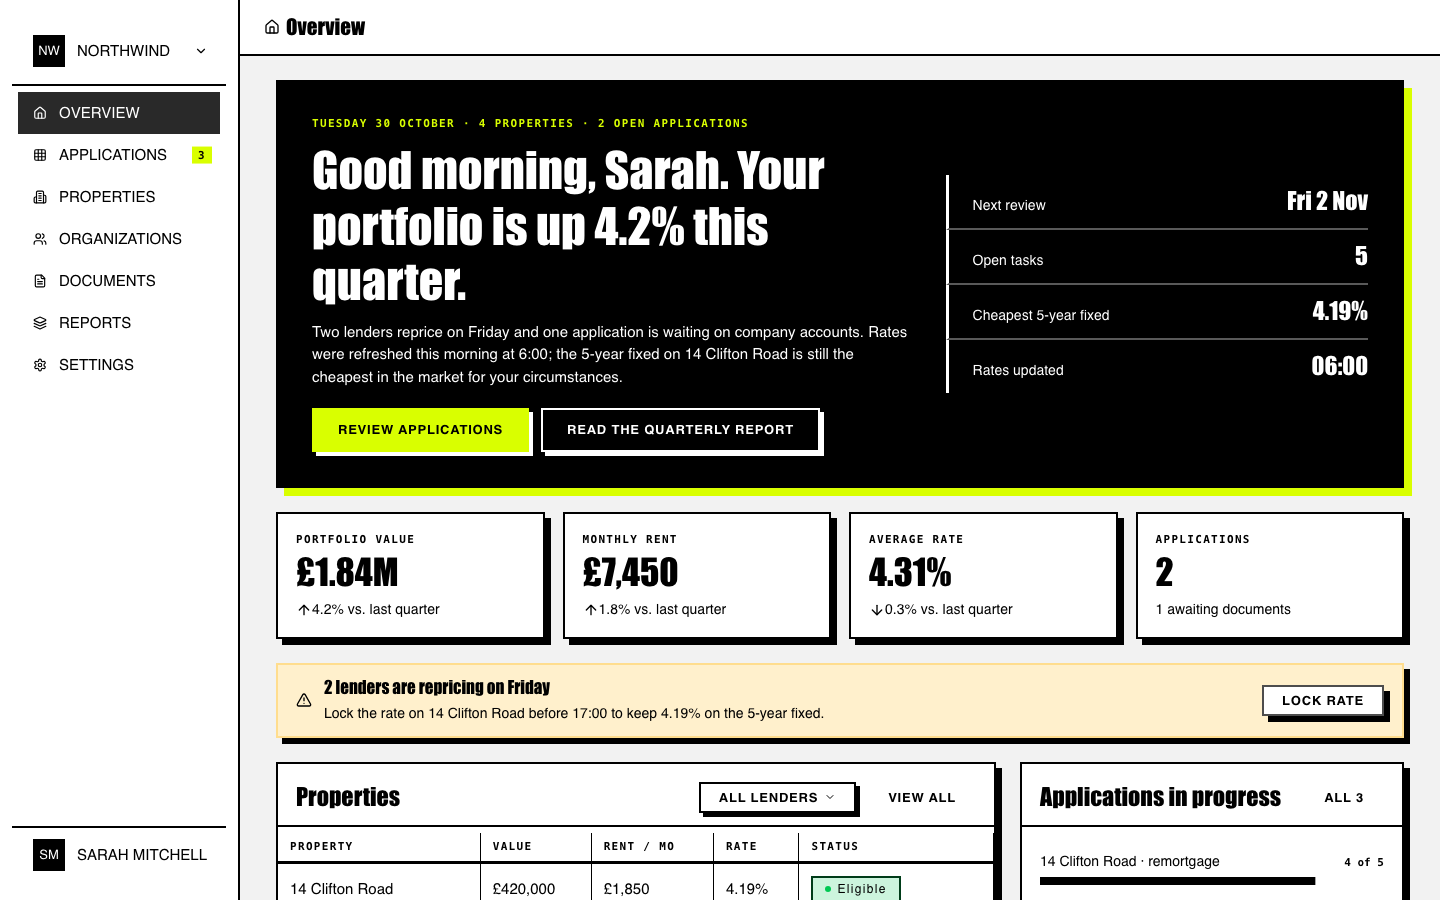 NW NORTHWIND
OVERVIEW
APPLICATIONS 3
PROPERTIES
ORGANIZATIONS
DOCUMENTS
REPORTS
SETTINGS
SM SARAH MITCHELL
Overview
TUESDAY 30 OCTOBER · 4 PROPERTIES · 2 OPEN APPLICATIONS
Good morning, Sarah. Your
portfolio is up 4.2% this
quarter.
Two lenders reprice on Friday and one application is waiting on company accounts. Rates
were refreshed this morning at 6:00; the 5-year fixed on 14 Clifton Road is still the
cheapest in the market for your circumstances.
REVIEW APPLICATIONS READ THE QUARTERLY REPORT
Next review Fri 2 Nov
Open tasks 5
Cheapest 5-year fixed 4.19%
Rates updated 06:00
PORTFOLIO VALUE
£1.84M
↑4.2% vs. last quarter
MONTHLY RENT
£7,450
↑1.8% vs. last quarter
AVERAGE RATE
4.31%
↓0.3% vs. last quarter
APPLICATIONS
2
1 awaiting documents
2 lenders are repricing on Friday
Lock the rate on 14 Clifton Road before 17:00 to keep 4.19% on the 5-year fixed.
LOCK RATE
Properties ALL LENDERS VIEW ALL
PROPERTY VALUE RENT / MO RATE STATUS
14 Clifton Road £420,000 £1,850 4.19% Eligible
Applications in progress ALL 3
14 Clifton Road · remortgage 4 of 5